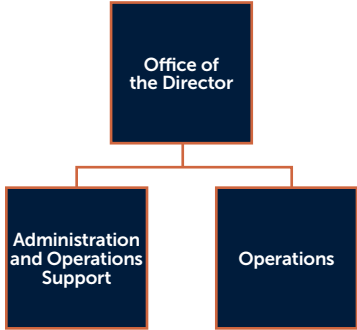 Office of
the Director
Administration
and Operations
Support
Operations